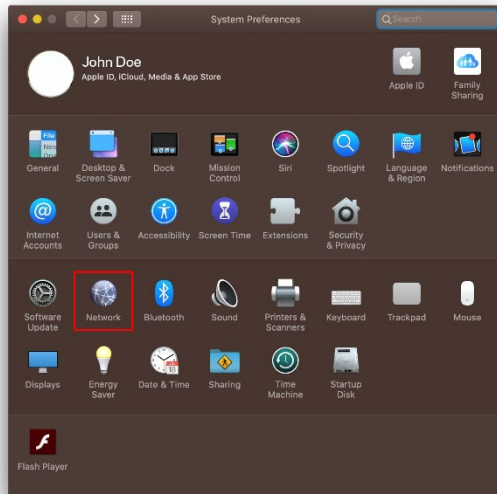 System Preferences
Search
John Doe
Apple ID, iCloud, Media & App Store
Apple ID
Family
Sharing
File
New
General
Desktop &
Screen Saver
Dock
Mission
Control
Siri
Spotlight
Language
& Region
Notifications
@
Internet
Accounts
Users &
Groups
Accessibility
Screen Time
Extensions
Security
& Privacy
Software
Update
Network
Bluetooth
Sound
Printers &
Scanners
Keyboard
Trackpad
Mouse
18
Displays
Energy
Saver
Date & Time
Sharing
Time
Machine
Startup
Disk
Flash Player